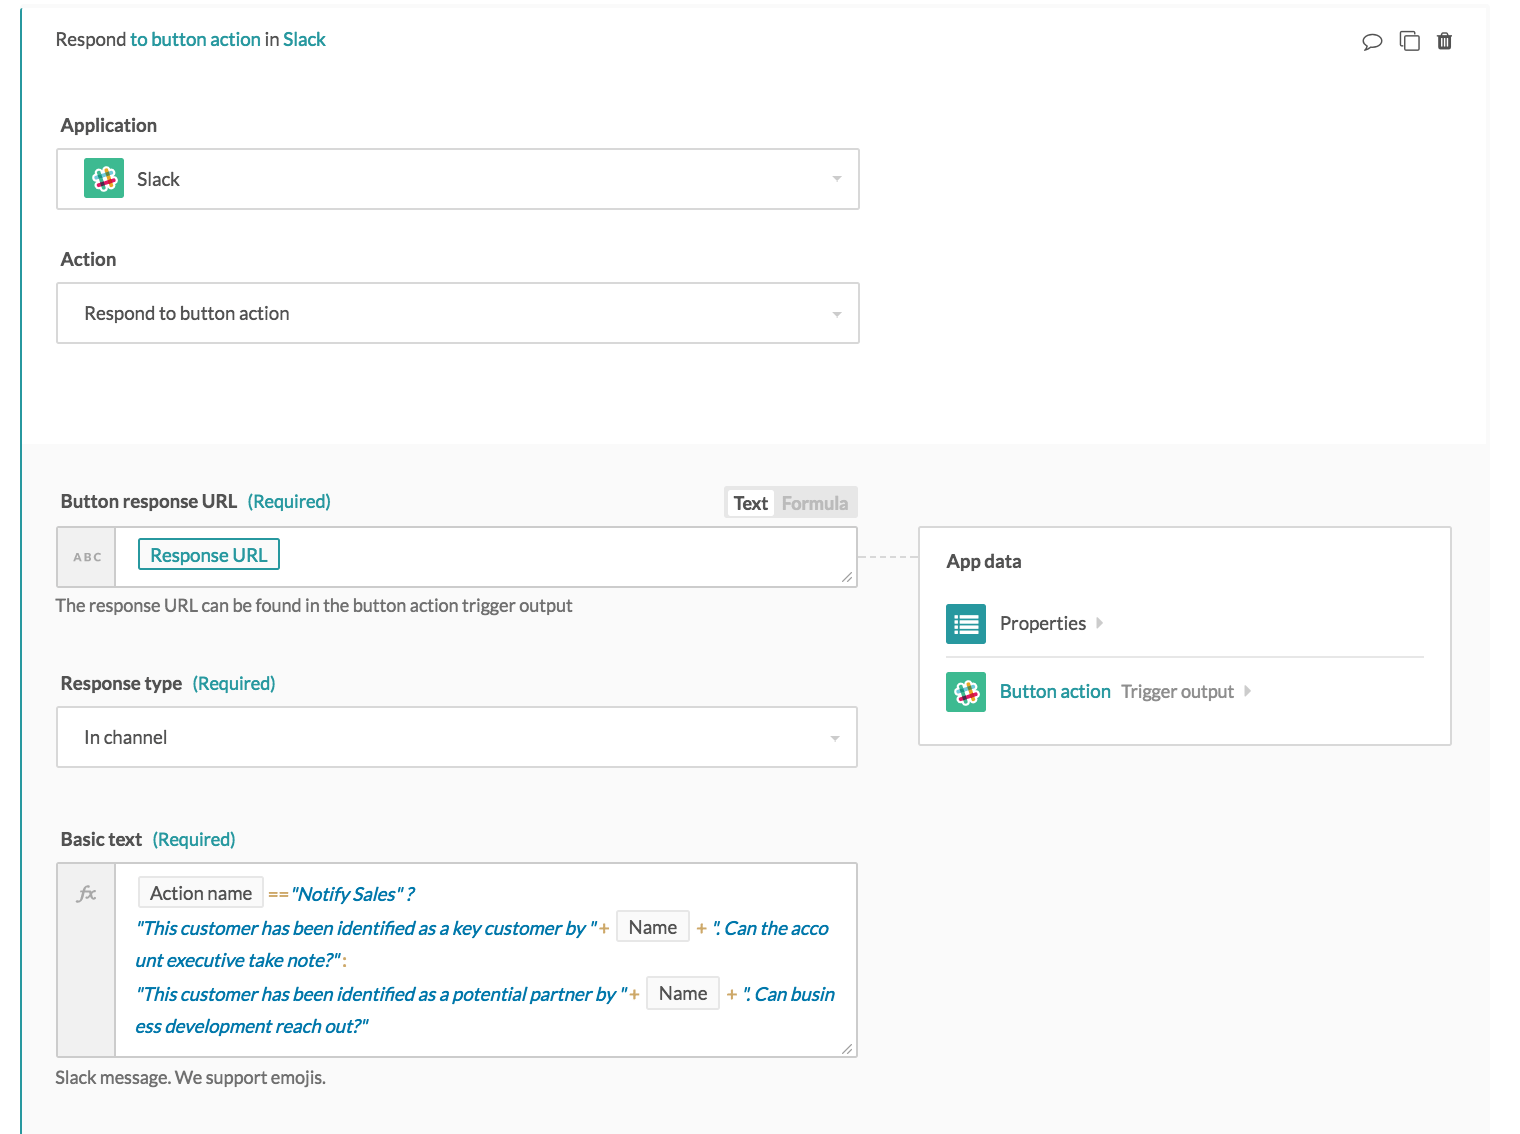 Respond to button action in Slack
Application
Slack
Action
Respond to button action
Button response URL (Required)
Text Formula
ABC Response URL
The response URL can be found in the button action trigger output
App data
Properties
Button action Trigger output
Response type (Required)
In channel
Basic text (Required)
fx Action name =="Notify Sales" ?
"This customer has been identified as a key customer by "+ Name + ". Can the acco
unt executive take note?" :
"This customer has been identified as a potential partner by "+ Name + ". Can busin
ess development reach out?"
Slack message. We support emojis.